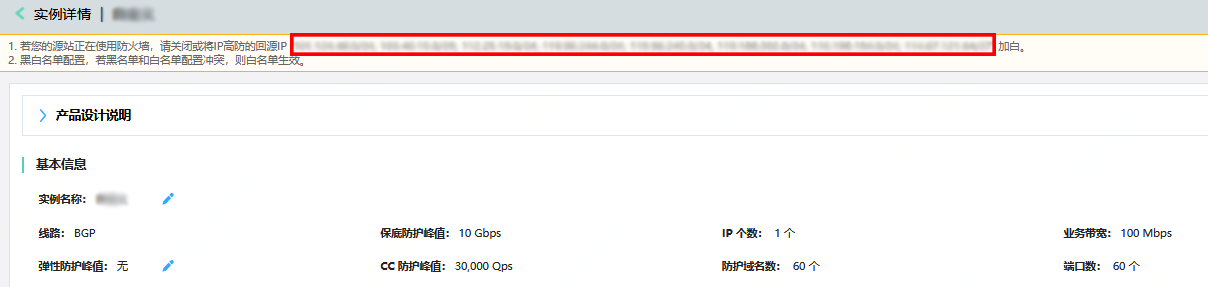 实例详情 |
1. 若您的源站正在使用防火墙，请关闭或将IP高防的回源IP 加白。
2. 黑白名单配置，若黑名单和白名单配置冲突，则白名单生效。
产品设计说明
基本信息
实例名称：
线路： BGP 保底防护峰值： 10 Gbps IP 个数： 1 个 业务带宽： 100 Mbps
弹性防护峰值： 无 CC 防护峰值： 30,000 Qps 防护域名数： 60 个 端口数： 60 个